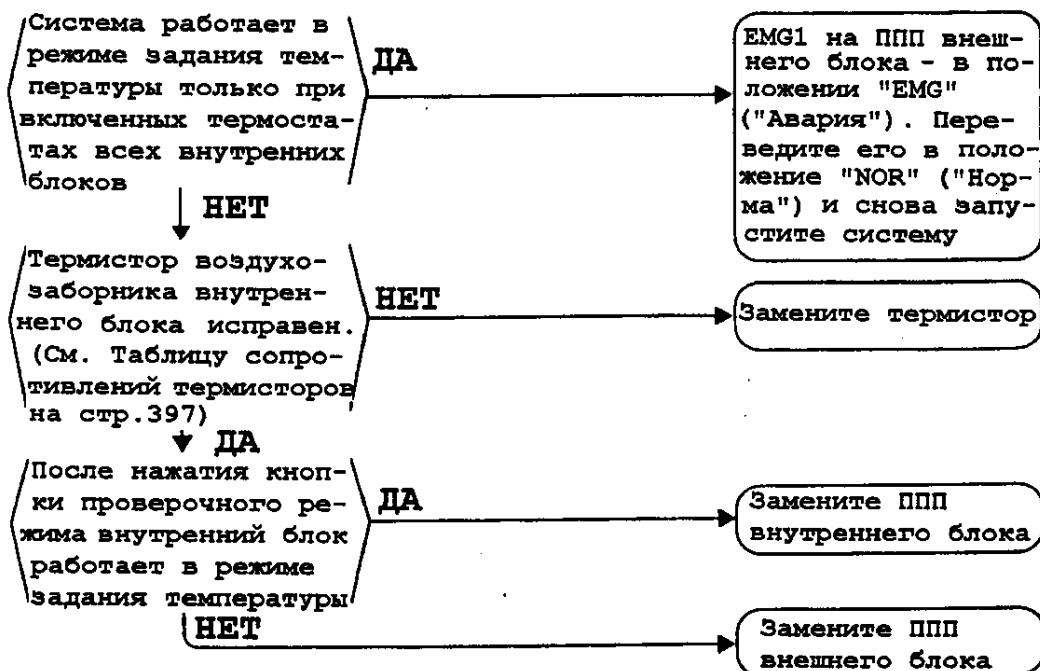 Система работает в
режиме задания тем-
пературы только при
включенных термоста-
тах всех внутренних
блоков
ДА
EMG1 на ППП внеш-
него блока - в по-
ложении "EMG"
("Авария"). Пере-
ведите его в поло-
жение "NOR" ("Нор-
ма") и снова запу-
стите систему
НЕТ
Термистор воздухо-
заборника внутрен-
него блока исправен.
(См. Таблицу сопро-
тивлений термисторов
на стр.397)
НЕТ
Замените термистор
ДА
После нажатия кноп-
ки проверочного ре-
жима внутренний блок
работает в режиме
задания температуры
ДА
Замените ППП
внутреннего блока
НЕТ
Замените ППП
внешнего блока